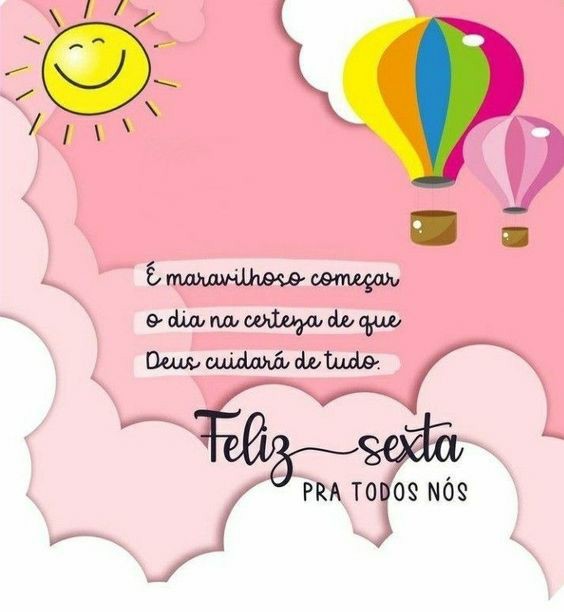 É maravilhoso começar
o dia na certeza de que
Deus cuidará de tudo.
Feliz sexta
PRA TODOS NÓS